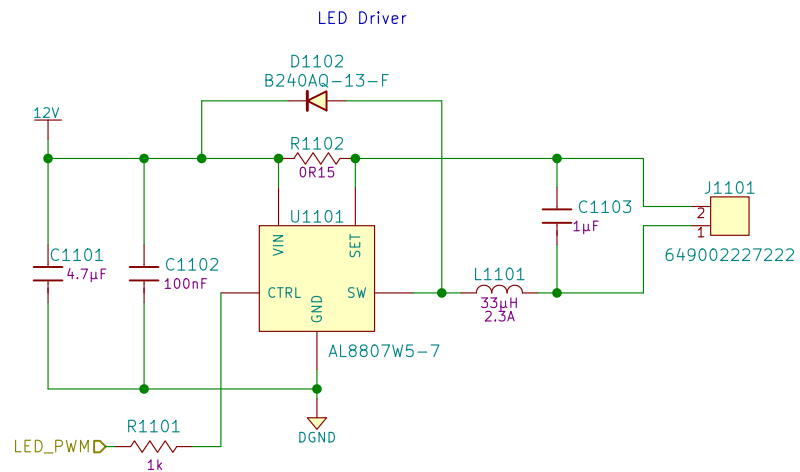 LED Driver
D1102
B240AQ-13-F
12V
R1102
0R15
J1101
U1101
C1103
2
1µF
1
VIN
SET
C1101
649002227222
4.7µF
C1102
L1101
100nF
CTRL
SW
33µH
GND
2.3A
AL8807W5-7
R1101
DGND
LED_PWM
1k